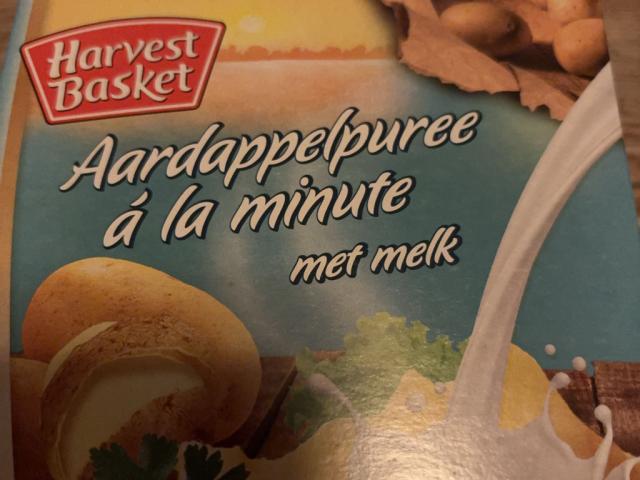 Harvest
Basket
Aardappelpuree
á la minute
met melk